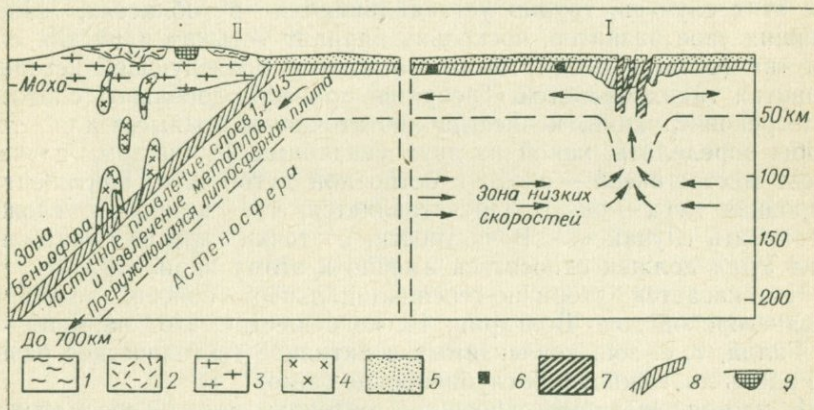 II
I
Мохо
50км
100
150
200
Зона низких
скоростей
Зона
Беньоффа
Частичное плавление слоев 1, 2 и 3
и извлечение металлов
погружающаяся литосферная плита
Астеносфера
До 700км
1 2 3 4 5 6 7 8 9